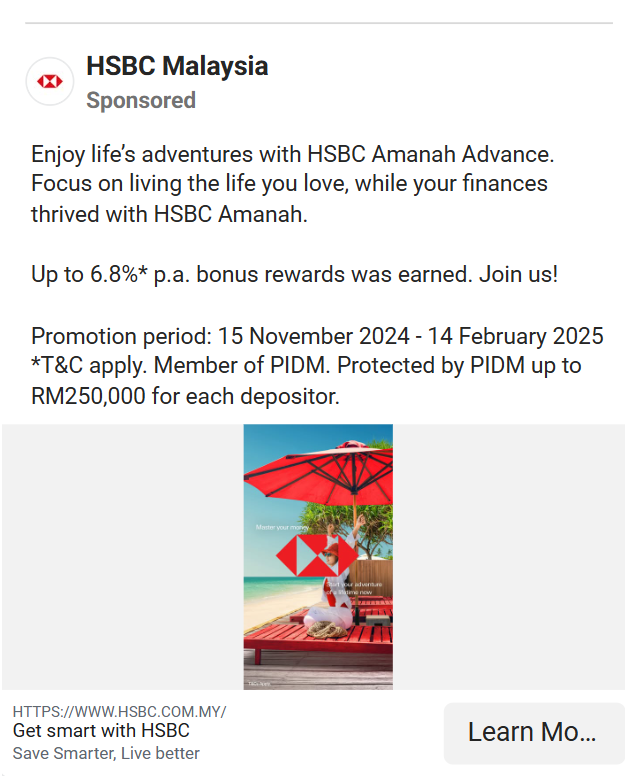 HSBC Malaysia
Sponsored
Enjoy life’s adventures with HSBC Amanah Advance.
Focus on living the life you love, while your finances
thrived with HSBC Amanah.
Up to 6.8%* p.a. bonus rewards was earned. Join us!
Promotion period: 15 November 2024 - 14 February 2025
*T&C apply. Member of PIDM. Protected by PIDM up to
RM250,000 for each depositor.
Master your money
Start your adventure
of a lifetime now
HTTPS://WWW.HSBC.COM.MY/
Get smart with HSBC
Save Smarter, Live better
Learn Mo...